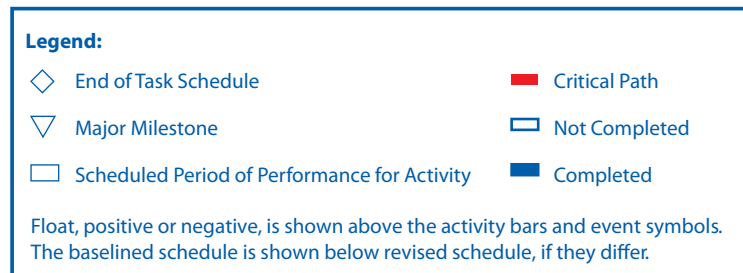 Legend:
End of Task Schedule
Critical Path
Major Milestone
Not Completed
Scheduled Period of Performance for Activity
Completed
Float, positive or negative, is shown above the activity bars and event symbols.
The baselined schedule is shown below revised schedule, if they differ.